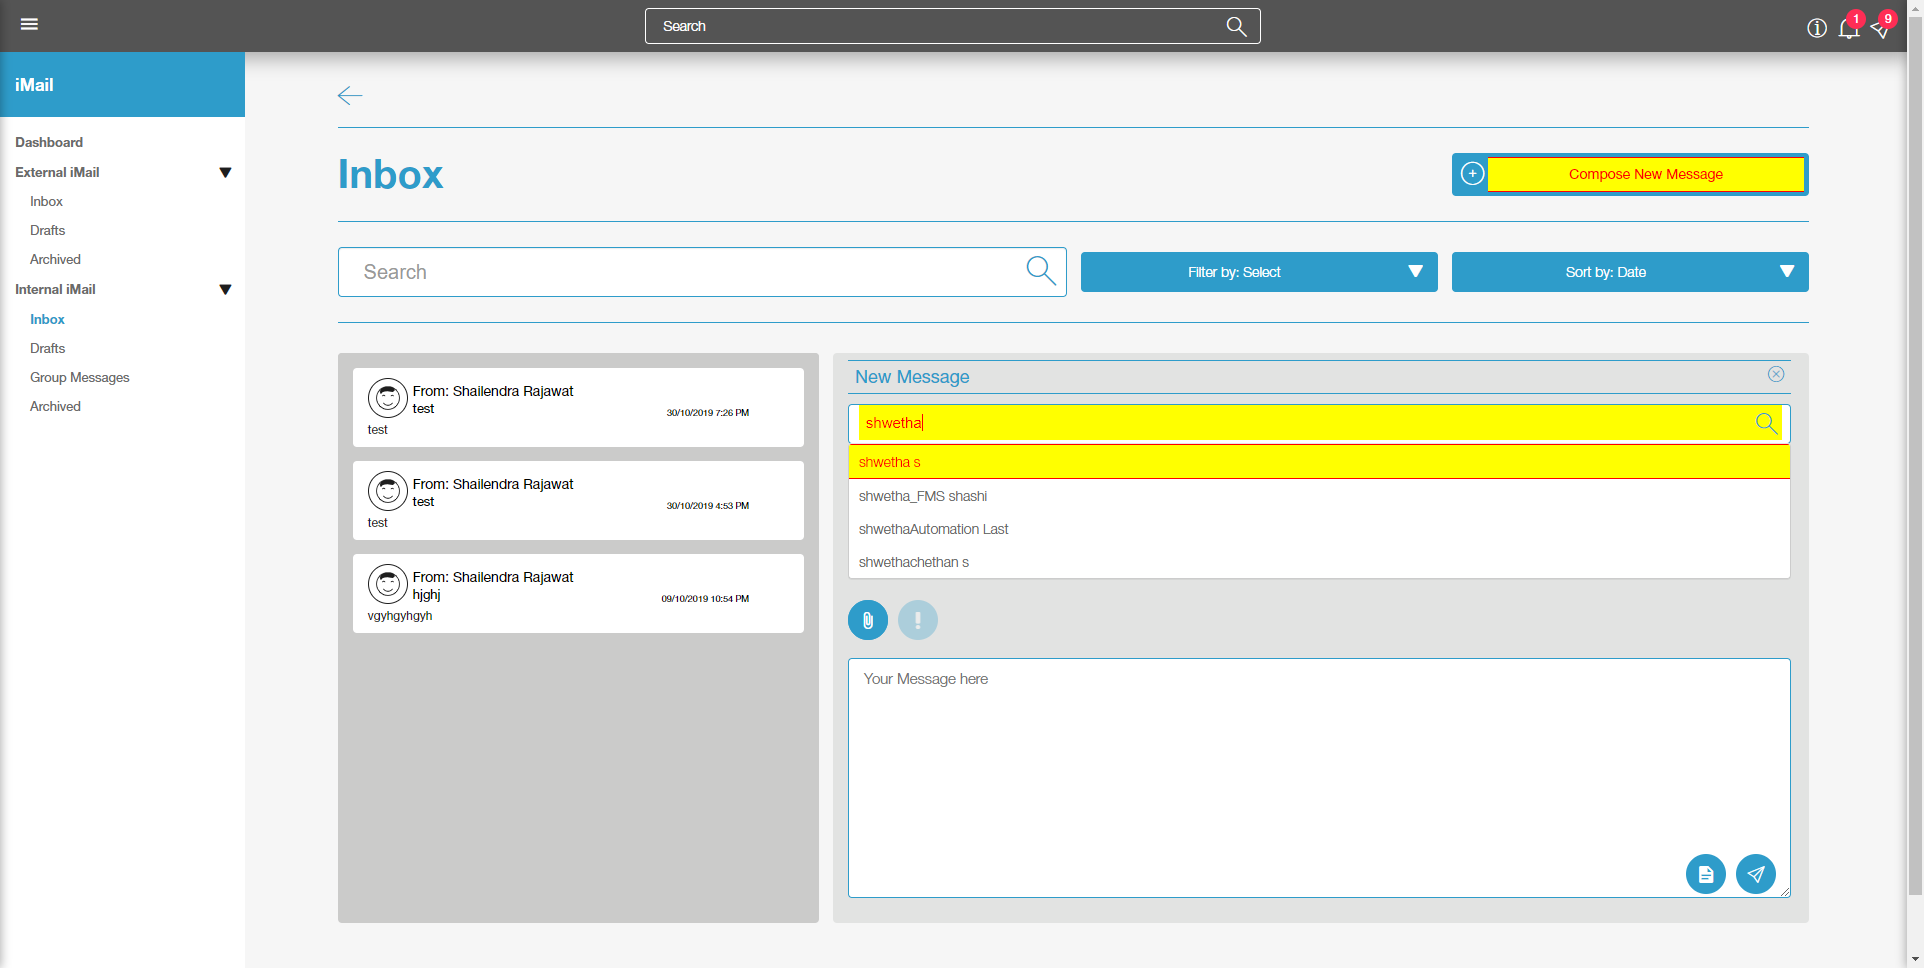 Search
1
9
iMail
Dashboard
External iMail
Inbox
Drafts
Archived
Internal iMail
Inbox
Drafts
Group Messages
Archived
Inbox
Compose New Message
Search
Filter by: Select
Sort by: Date
From: Shailendra Rajawat
test
30/10/2019 7:26 PM
test
From: Shailendra Rajawat
test
30/10/2019 4:53 PM
test
From: Shailendra Rajawat
hjghj
09/10/2019 10:54 PM
vgyhgyhgyh
New Message
shwetha
shwetha s
shwetha_FMS shashi
shwethaAutomation Last
shwethachethan s
Your Message here